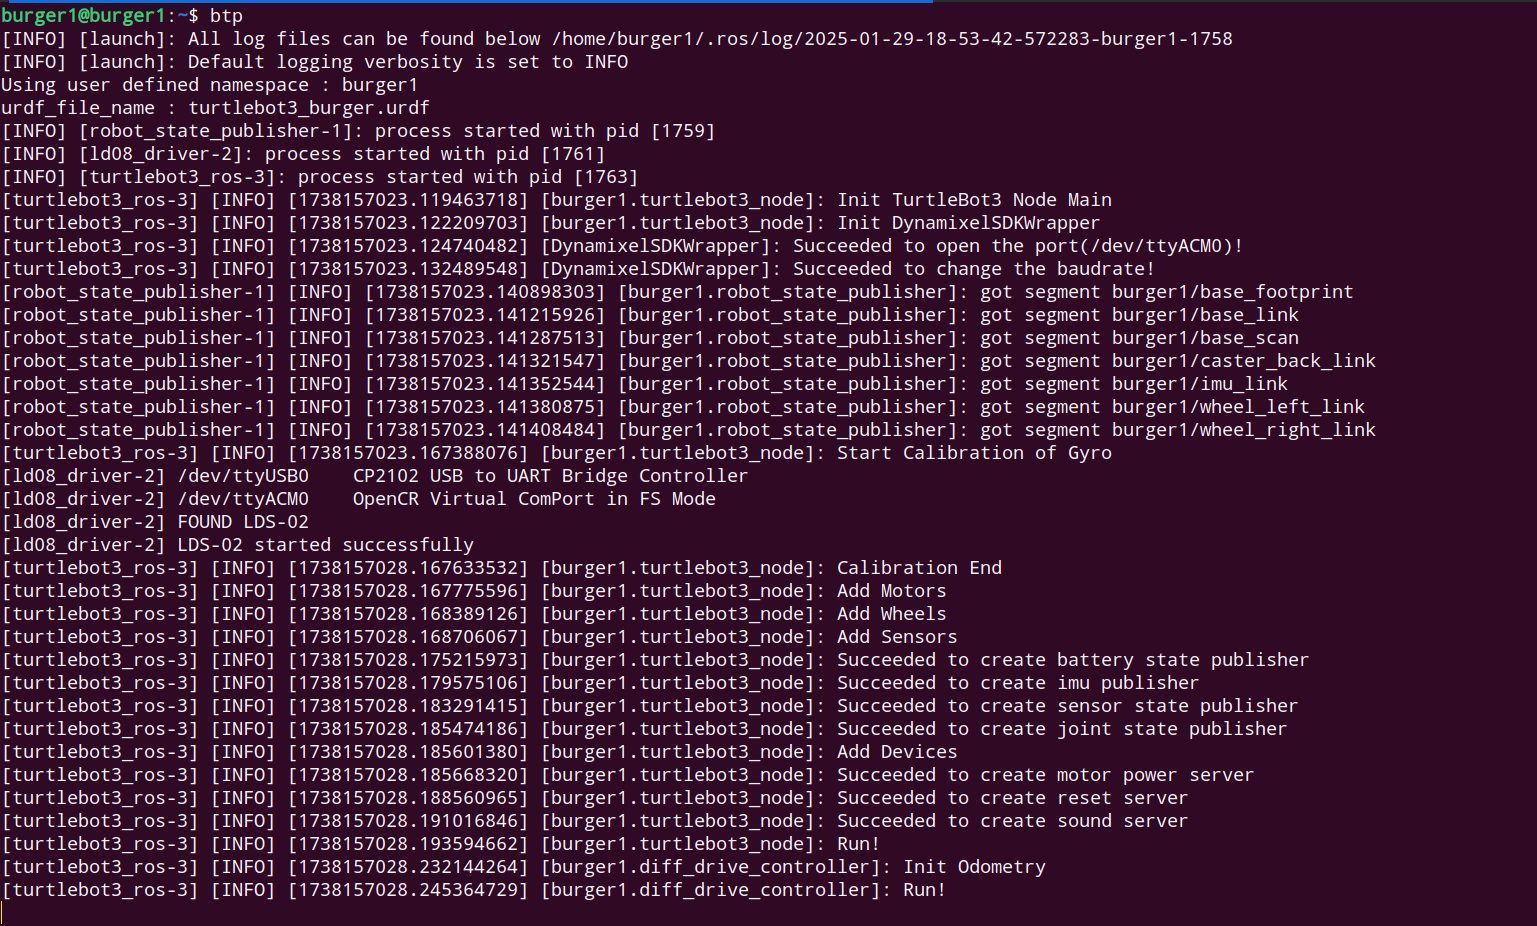 burger1@burger1:~$ btp
[INFO] [launch]: All log files can be found below /home/burger1/.ros/log/2025-01-29-18-53-42-572283-burger1-1758
[INFO] [launch]: Default logging verbosity is set to INFO
Using user defined namespace : burger1
urdf_file_name : turtlebot3_burger.urdf
[INFO] [robot_state_publisher-1]: process started with pid [1759]
[INFO] [ld08_driver-2]: process started with pid [1761]
[INFO] [turtlebot3_ros-3]: process started with pid [1763]
[turtlebot3_ros-3] [INFO] [1738157023.119463718] [burger1.turtlebot3_node]: Init TurtleBot3 Node Main
[turtlebot3_ros-3] [INFO] [1738157023.122209703] [burger1.turtlebot3_node]: Init DynamixelSDKWrapper
[turtlebot3_ros-3] [INFO] [1738157023.124740482] [DynamixelSDKWrapper]: Succeeded to open the port(/dev/ttyACM0)!
[turtlebot3_ros-3] [INFO] [1738157023.132489548] [DynamixelSDKWrapper]: Succeeded to change the baudrate!
[robot_state_publisher-1] [INFO] [1738157023.140898303] [burger1.robot_state_publisher]: got segment burger1/base_footprint
[robot_state_publisher-1] [INFO] [1738157023.141215926] [burger1.robot_state_publisher]: got segment burger1/base_link
[robot_state_publisher-1] [INFO] [1738157023.141287513] [burger1.robot_state_publisher]: got segment burger1/base_scan
[robot_state_publisher-1] [INFO] [1738157023.141321547] [burger1.robot_state_publisher]: got segment burger1/caster_back_link
[robot_state_publisher-1] [INFO] [1738157023.141352544] [burger1.robot_state_publisher]: got segment burger1/imu_link
[robot_state_publisher-1] [INFO] [1738157023.141380875] [burger1.robot_state_publisher]: got segment burger1/wheel_left_link
[robot_state_publisher-1] [INFO] [1738157023.141408484] [burger1.robot_state_publisher]: got segment burger1/wheel_right_link
[turtlebot3_ros-3] [INFO] [1738157023.167388076] [burger1.turtlebot3_node]: Start Calibration of Gyro
[ld08_driver-2] /dev/ttyUSB0    CP2102 USB to UART Bridge Controller
[ld08_driver-2] /dev/ttyACM0    OpenCR Virtual ComPort in FS Mode
[ld08_driver-2] FOUND LDS-02
[ld08_driver-2] LDS-02 started successfully
[turtlebot3_ros-3] [INFO] [1738157028.167633532] [burger1.turtlebot3_node]: Calibration End
[turtlebot3_ros-3] [INFO] [1738157028.167775596] [burger1.turtlebot3_node]: Add Motors
[turtlebot3_ros-3] [INFO] [1738157028.168389126] [burger1.turtlebot3_node]: Add Wheels
[turtlebot3_ros-3] [INFO] [1738157028.168706067] [burger1.turtlebot3_node]: Add Sensors
[turtlebot3_ros-3] [INFO] [1738157028.175215973] [burger1.turtlebot3_node]: Succeeded to create battery state publisher
[turtlebot3_ros-3] [INFO] [1738157028.179575106] [burger1.turtlebot3_node]: Succeeded to create imu publisher
[turtlebot3_ros-3] [INFO] [1738157028.183291415] [burger1.turtlebot3_node]: Succeeded to create sensor state publisher
[turtlebot3_ros-3] [INFO] [1738157028.185474186] [burger1.turtlebot3_node]: Succeeded to create joint state publisher
[turtlebot3_ros-3] [INFO] [1738157028.185601380] [burger1.turtlebot3_node]: Add Devices
[turtlebot3_ros-3] [INFO] [1738157028.185668320] [burger1.turtlebot3_node]: Succeeded to create motor power server
[turtlebot3_ros-3] [INFO] [1738157028.188560965] [burger1.turtlebot3_node]: Succeeded to create reset server
[turtlebot3_ros-3] [INFO] [1738157028.191016846] [burger1.turtlebot3_node]: Succeeded to create sound server
[turtlebot3_ros-3] [INFO] [1738157028.193594662] [burger1.turtlebot3_node]: Run!
[turtlebot3_ros-3] [INFO] [1738157028.232144264] [burger1.diff_drive_controller]: Init Odometry
[turtlebot3_ros-3] [INFO] [1738157028.245364729] [burger1.diff_drive_controller]: Run!